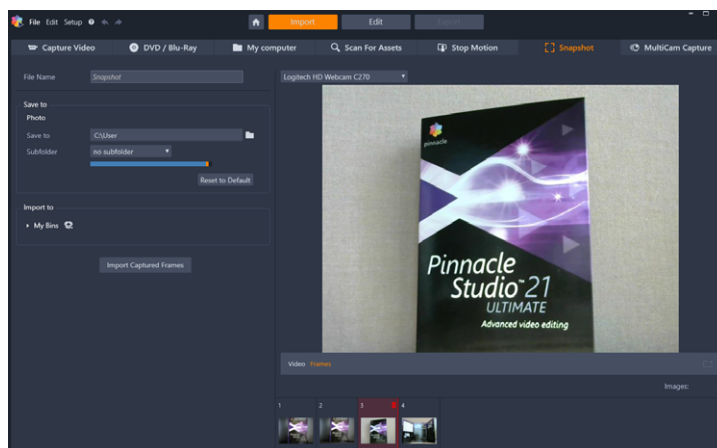 File Edit Setup
Import
Edit
Export
Capture Video
DVD / Blu-Ray
My computer
Scan For Assets
Stop Motion
Snapshot
MultiCam Capture
File Name
Snapshot
Save to
Photo
Save to
C:\User
Subfolder
no subfolder
Reset to Default
Import to
My Bins
Import Captured Frames
Logitech HD Webcam C270
pinnacle
Pinnacle
Studio™21
ULTIMATE
Advanced video editing
Video Frames
Images:
1
2
3
4